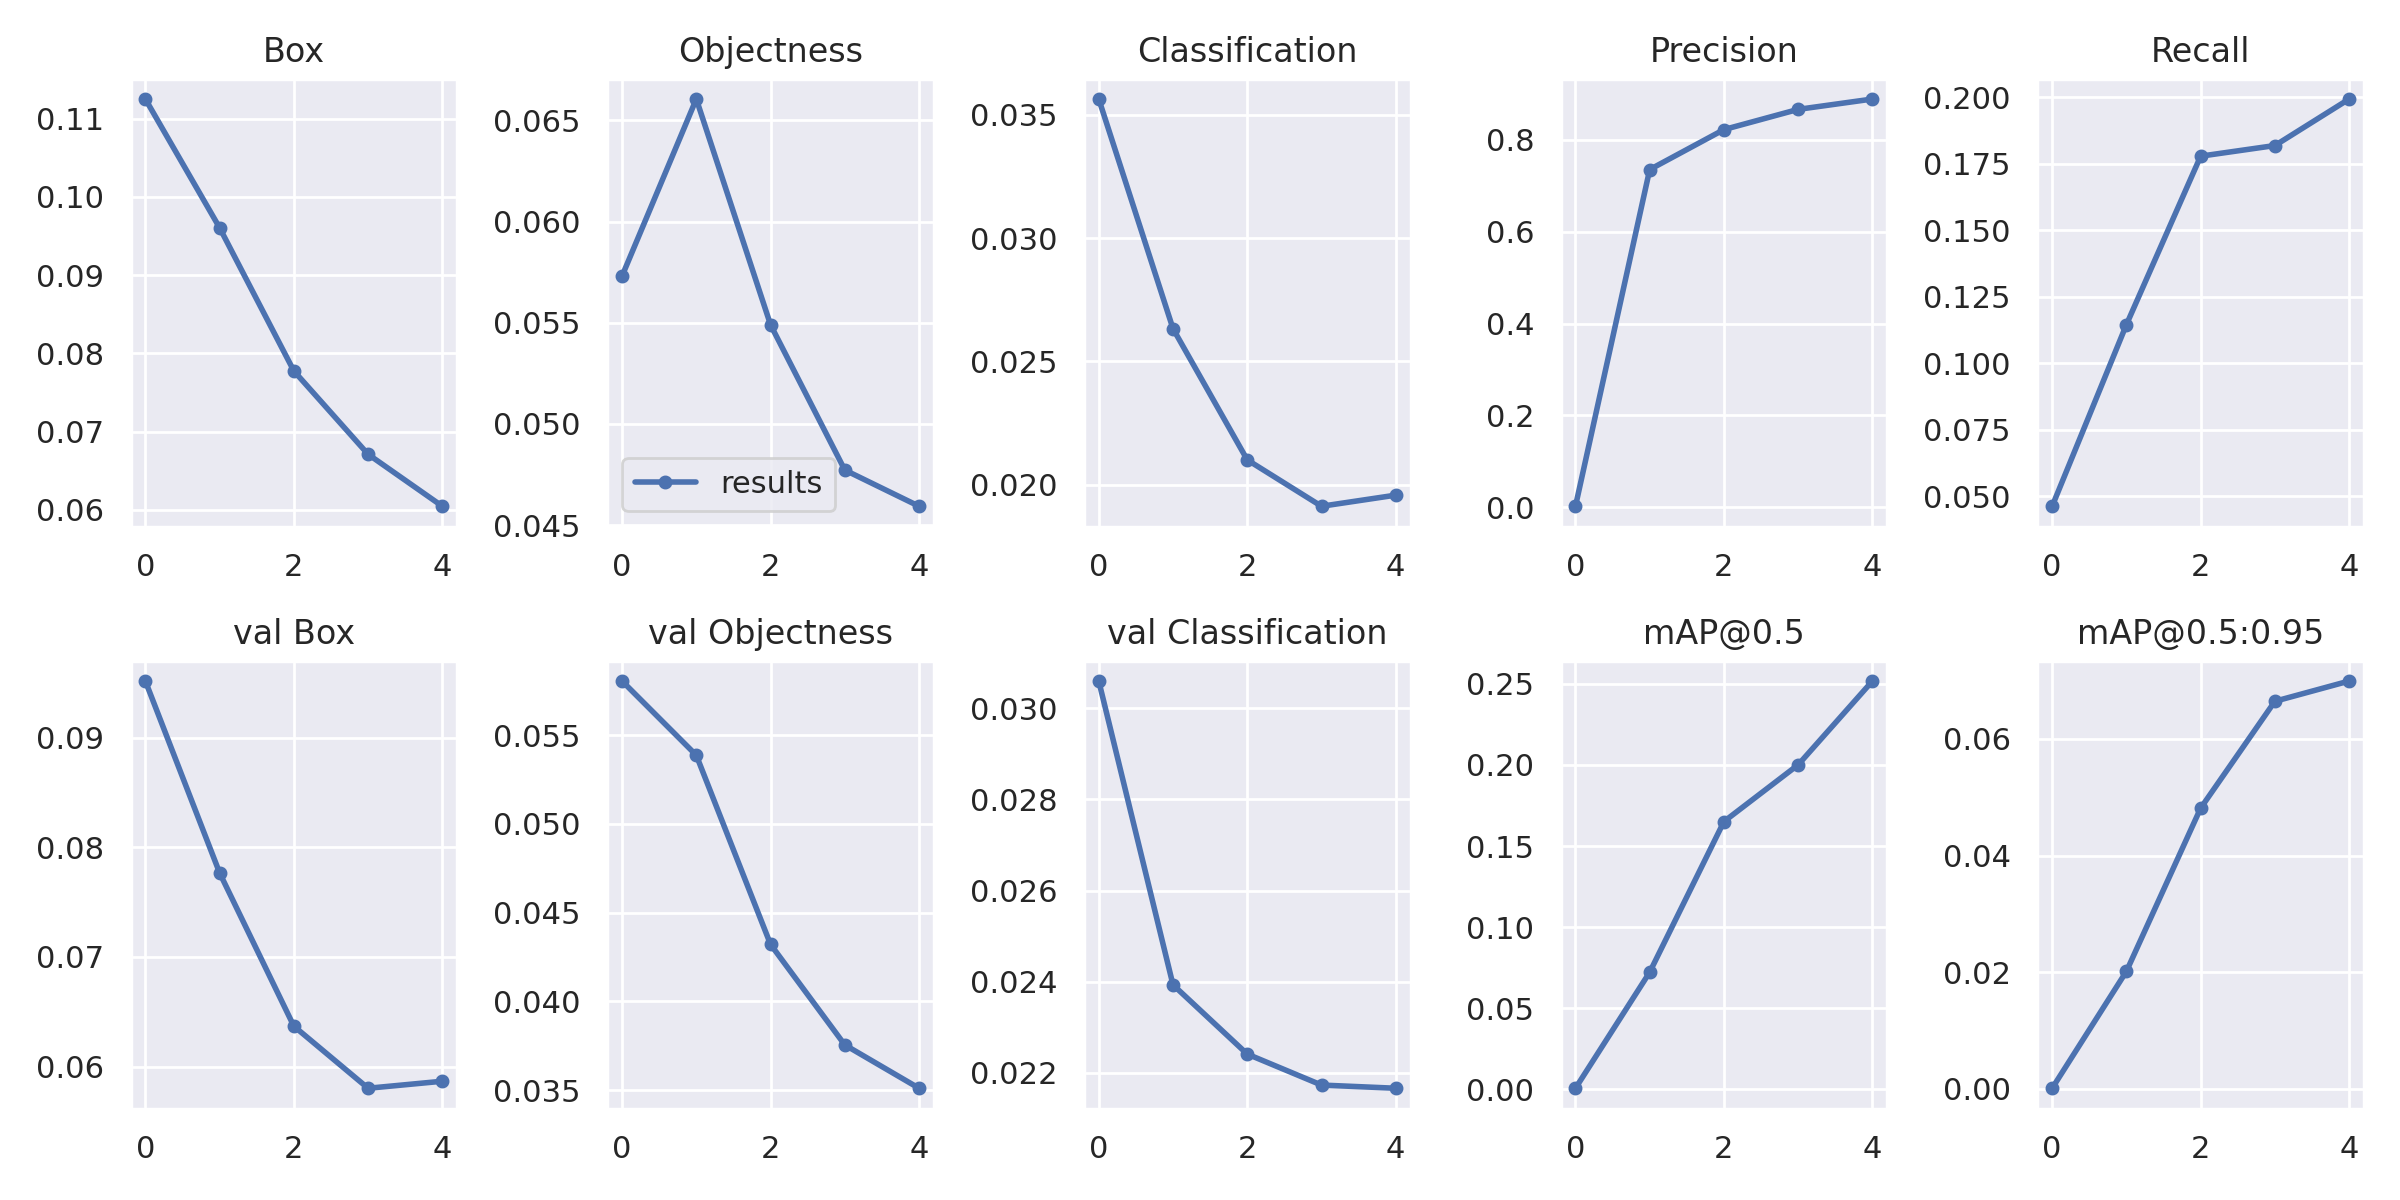 Box
0.11
0.10
0.09
0.08
0.07
0.06
0 2 4
Objectness
0.065
0.060
0.055
0.050
0.045
results
0 2 4
Classification
0.035
0.030
0.025
0.020
0 2 4
Precision
0.8
0.6
0.4
0.2
0.0
0 2 4
Recall
0.200
0.175
0.150
0.125
0.100
0.075
0.050
0 2 4
val Box
0.09
0.08
0.07
0.06
0 2 4
val Objectness
0.055
0.050
0.045
0.040
0.035
0 2 4
val Classification
0.030
0.028
0.026
0.024
0.022
0 2 4
mAP@0.5
0.25
0.20
0.15
0.10
0.05
0.00
0 2 4
mAP@0.5:0.95
0.06
0.04
0.02
0.00
0 2 4